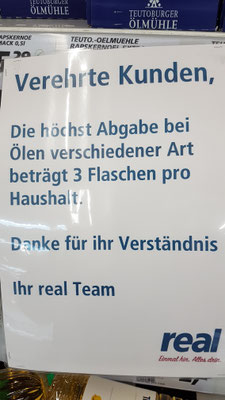 TEUTOBURGER
ÖLMÜHLE
TEUTOBURGER
ÖLMÜHLE
TEUTO.-OELMUEHLE
Verehrte Kunden,
Die höchst Abgabe bei
Ölen verschiedener Art
beträgt 3 Flaschen pro
Haushalt.
Danke für ihr Verständnis
Ihr real Team
real
Einmal hin. Alles drin.